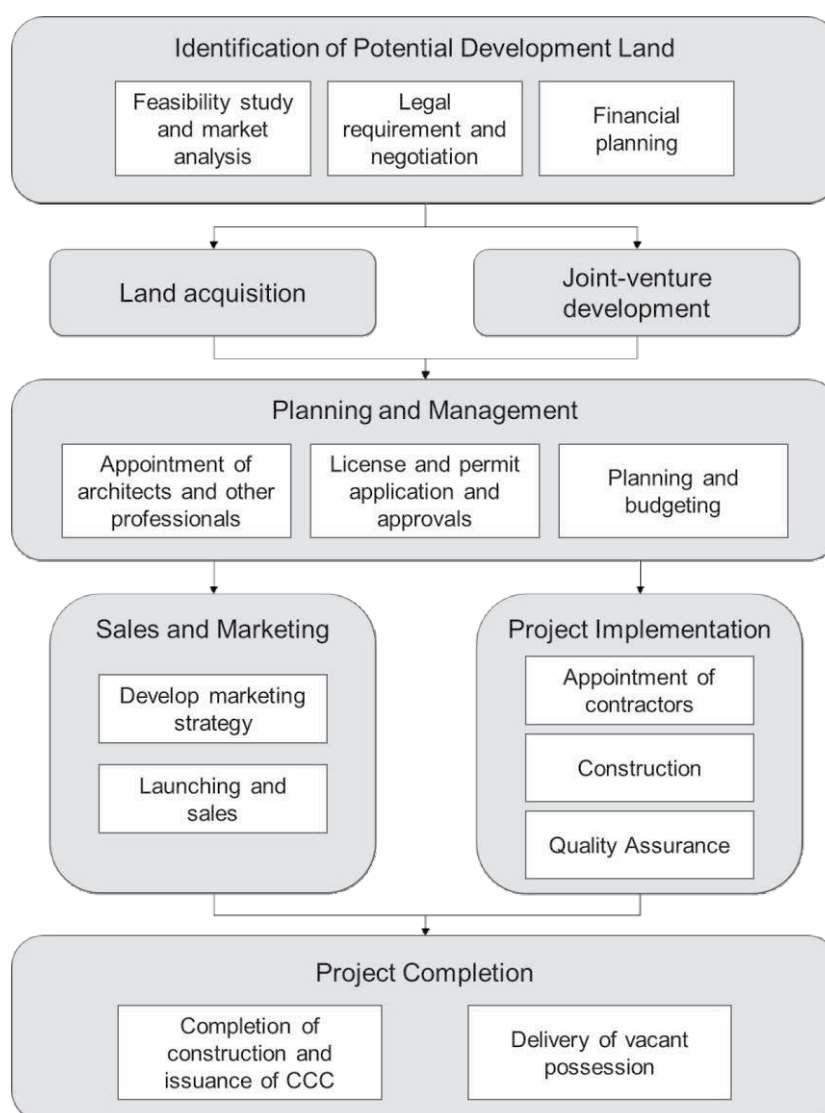 Identification of Potential Development Land
Feasibility study
and market
analysis
Legal
requirement and
negotiation
Financial
planning
Land acquisition
Joint-venture
development
Planning and Management
Appointment of
architects and other
professionals
License and permit
application and
approvals
Planning and
budgeting
Sales and Marketing
Develop marketing
strategy
Launching and
sales
Project Implementation
Appointment of
contractors
Construction
Quality Assurance
Project Completion
Completion of
construction and
issuance of CCC
Delivery of vacant
possession